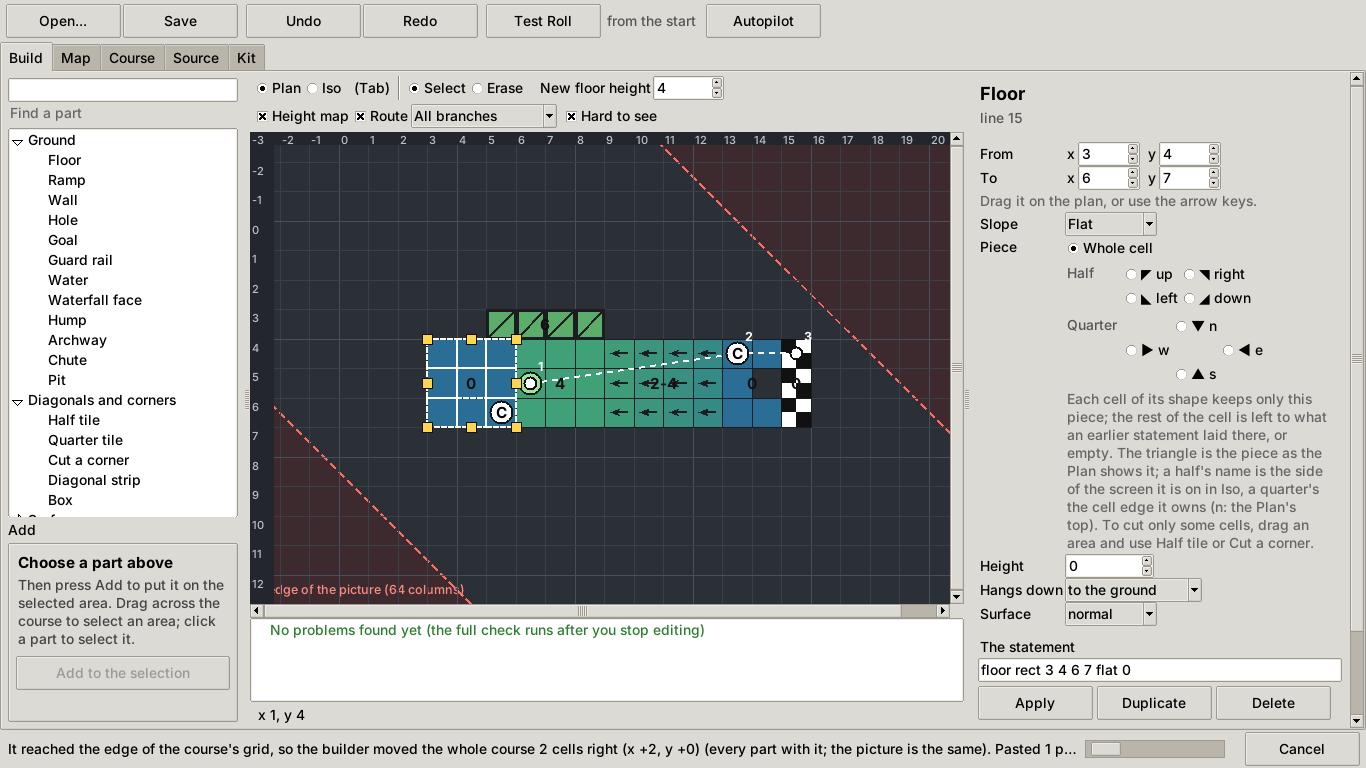 Open... Save Undo Redo Test Roll from the start Autopilot
Build Map Course Source Kit
Find a part
Ground
Floor
Ramp
Wall
Hole
Goal
Guard rail
Water
Waterfall face
Hump
Archway
Chute
Pit
Diagonals and corners
Half tile
Quarter tile
Cut a corner
Diagonal strip
Box
Add
Choose a part above
Then press Add to put it on the
selected area. Drag across the
course to select an area; click
a part to select it.
Add to the selection
Plan Iso (Tab) Select Erase New floor height 4
Height map Route All branches Hard to see
-3 -2 -1 0 1 2 3 4 5 6 7 8 9 10 11 12 13 14 15 16 17 18 19 20
-2
-1
0
1
2
3
4
5
6
7
8
9
10
11
12
6
2 3
C
1
0 4 -2-4 0 0
C
edge of the picture (64 columns)
No problems found yet (the full check runs after you stop editing)
x 1, y 4
Floor
line 15
From x 3 y 4
To x 6 y 7
Drag it on the plan, or use the arrow keys.
Slope Flat
Piece Whole cell
Half up right
left down
Quarter n
w e
s
Each cell of its shape keeps only this
piece; the rest of the cell is left to what
an earlier statement laid there, or
empty. The triangle is the piece as the
Plan shows it; a half's name is the side
of the screen it is on in Iso, a quarter's
the cell edge it owns (n: the Plan's
top). To cut only some cells, drag an
area and use Half tile or Cut a corner.
Height 0
Hangs down to the ground
Surface normal
The statement
floor rect 3 4 6 7 flat 0
Apply Duplicate Delete
It reached the edge of the course's grid, so the builder moved the whole course 2 cells right (x +2, y +0) (every part with it; the picture is the same). Pasted 1 p...
Cancel